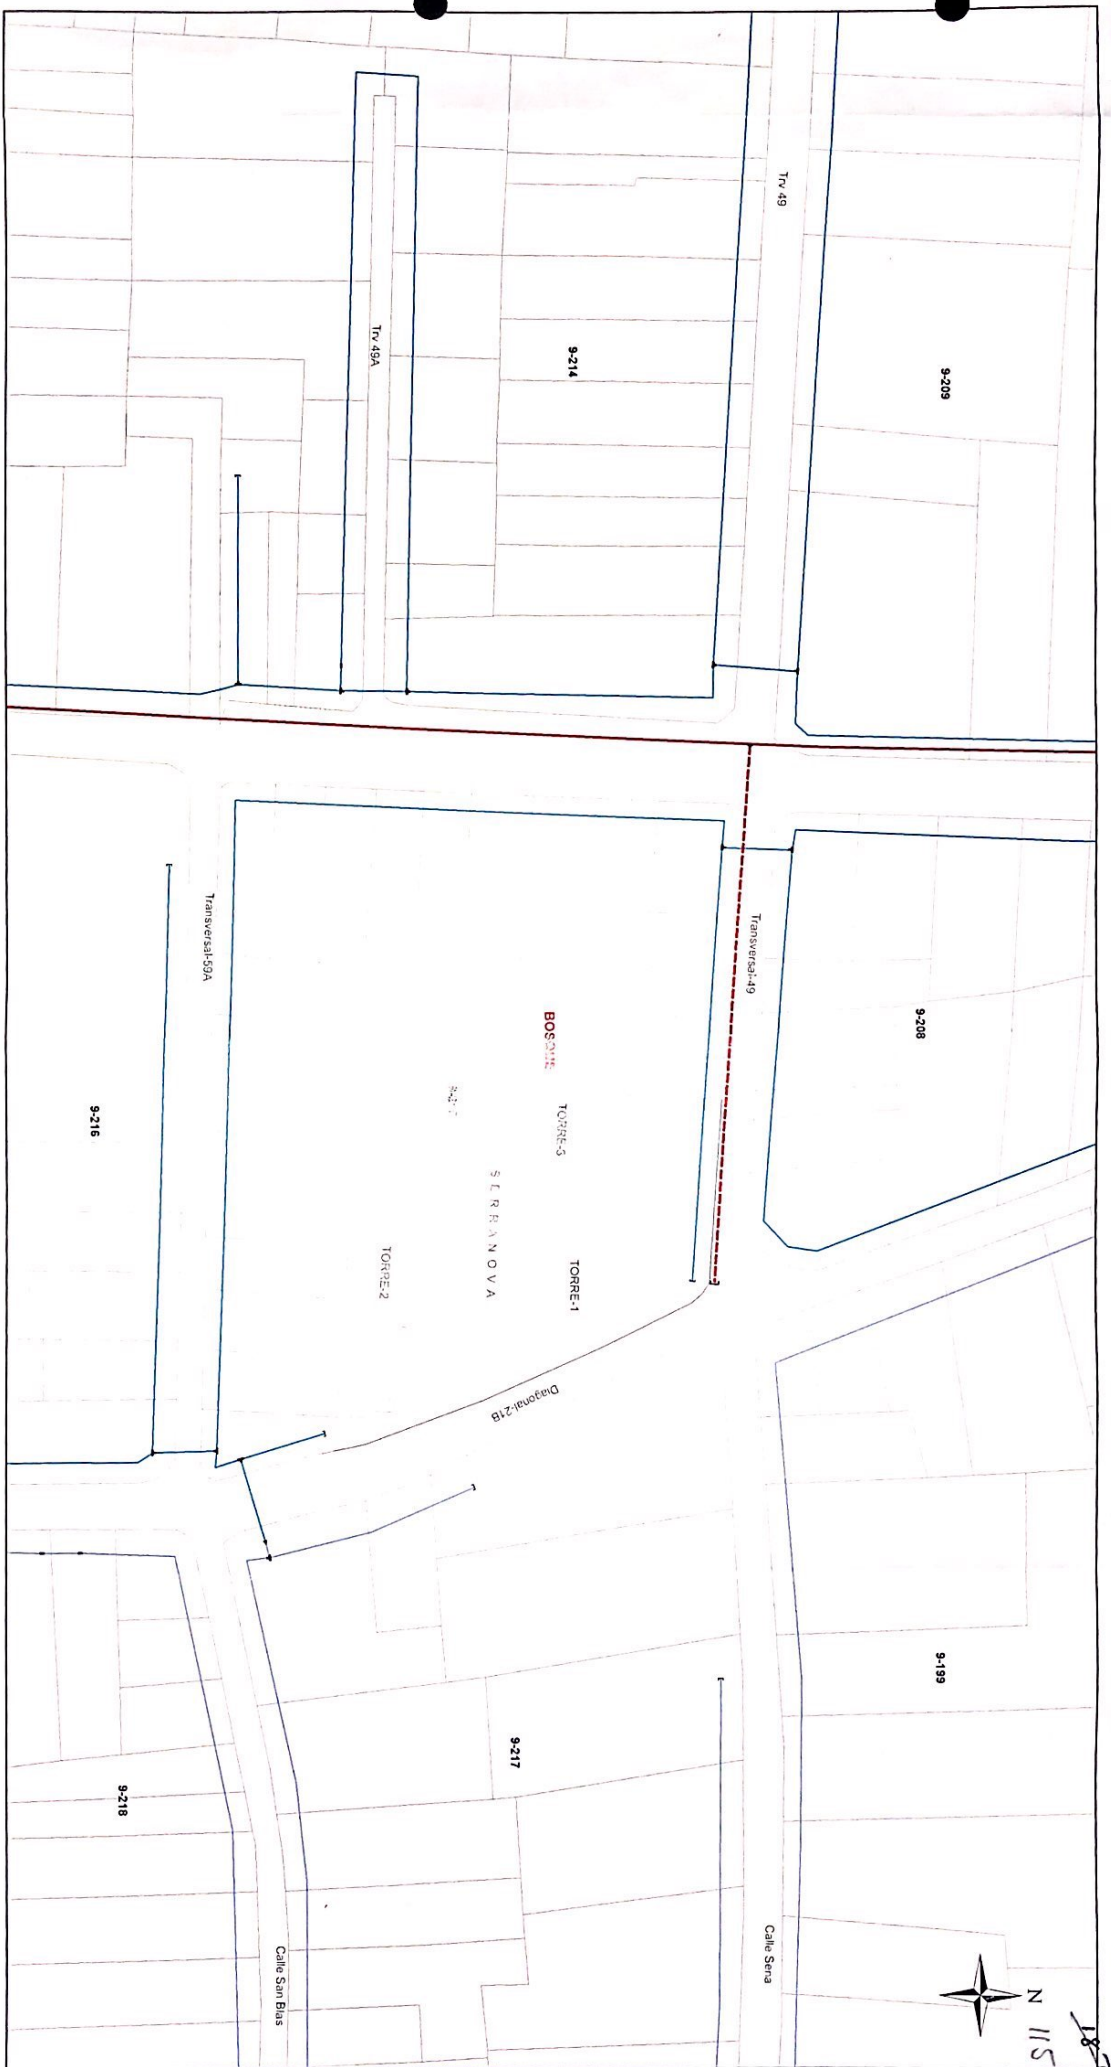 N
115
Trv 49
9-209
9-214
Trv 49A
Transversal-49
9-208
Transversal-59A
BOSQUE
TORRE-3
9-216
SERRANOVA
TORRE-1
TORRE-2
Diagonal-21B
9-199
9-217
9-218
Calle Sena
Calle San Blas